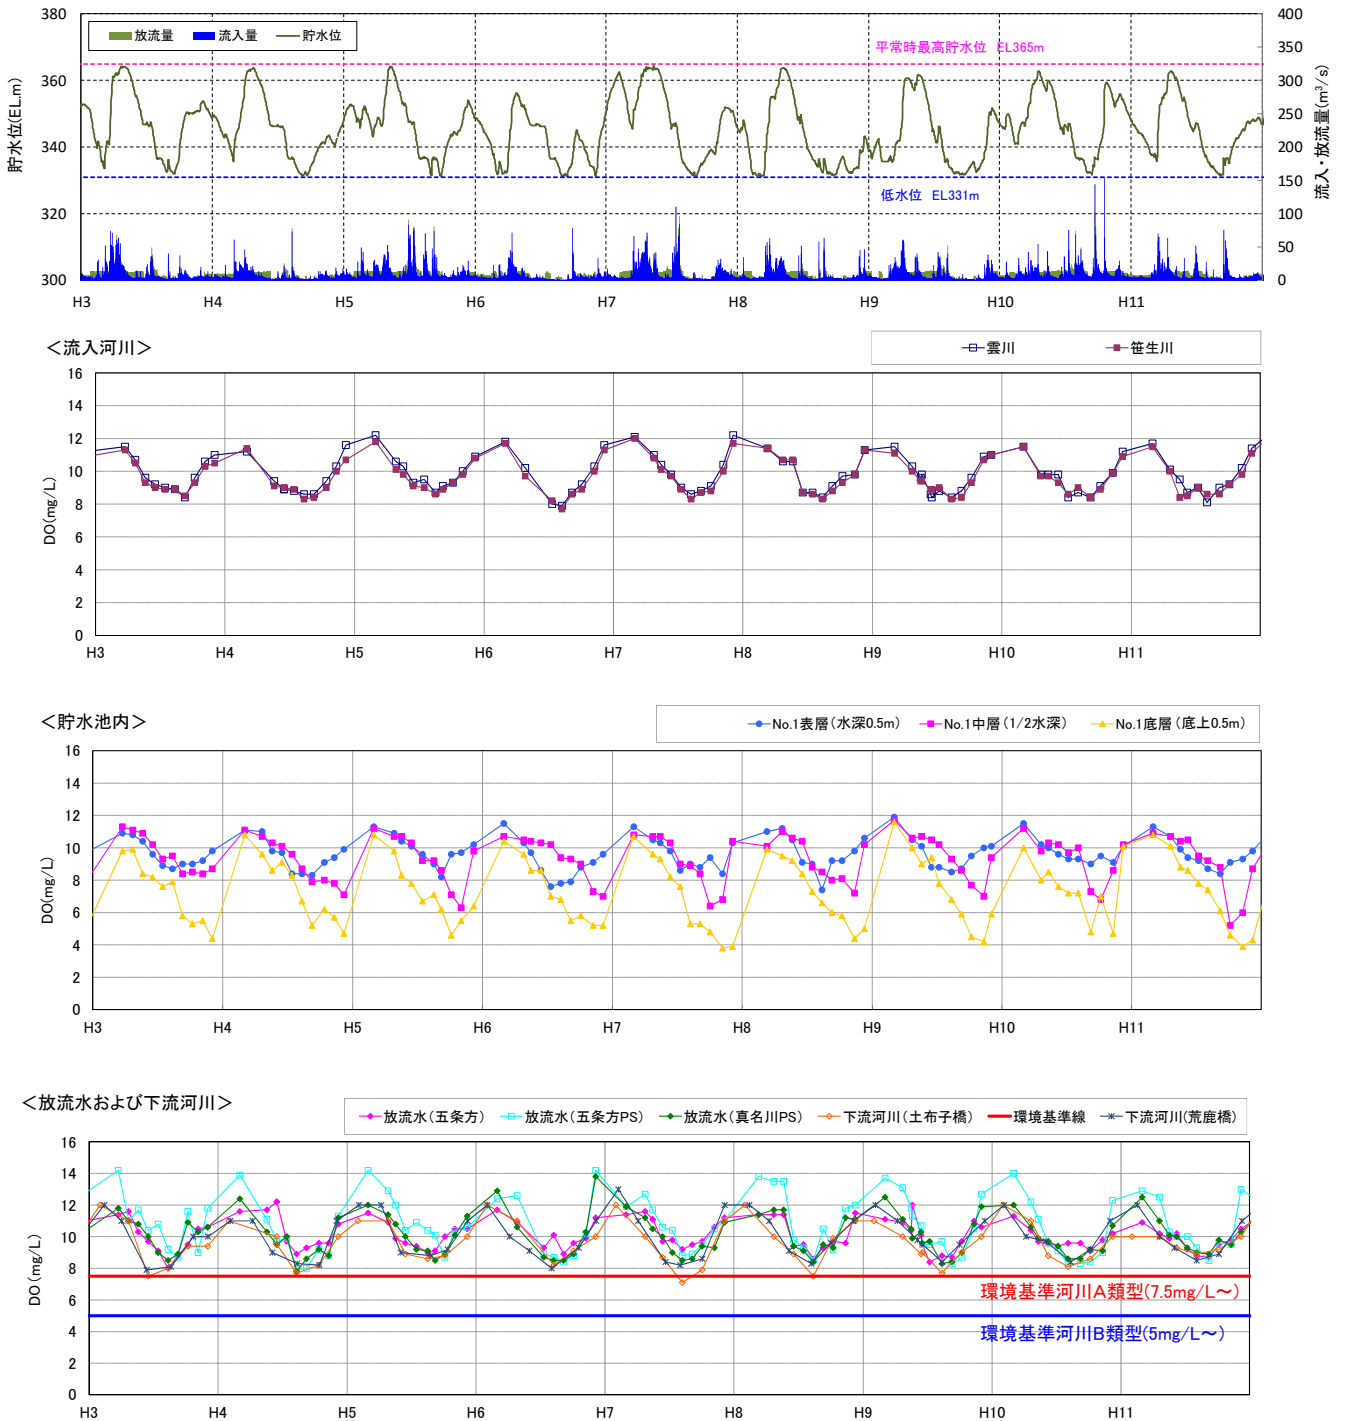 放流量 流入量 貯水位
平常時最高貯水位 EL365m
低水位 EL331m
貯水位(EL.m)
流入・放流量(m³/s)
380
360
340
320
300
400
350
300
250
200
150
100
50
0
H3 H4 H5 H6 H7 H8 H9 H10 H11
＜流入河川＞
雲川 笹生川
DO(mg/L)
16
14
12
10
8
6
4
2
0
H3 H4 H5 H6 H7 H8 H9 H10 H11
＜貯水池内＞
No.1表層(水深0.5m) No.1中層(1/2水深) No.1底層(底上0.5m)
DO(mg/L)
16
14
12
10
8
6
4
2
0
H3 H4 H5 H6 H7 H8 H9 H10 H11
＜放流水および下流河川＞
放流水(五条方) 放流水(五条方PS) 放流水(真名川PS) 下流河川(土布子橋) 環境基準線 下流河川(荒鹿橋)
DO (mg/L)
16
14
12
10
8
6
4
2
0
環境基準河川A類型(7.5mg/L～)
環境基準河川B類型(5mg/L～)
H3 H4 H5 H6 H7 H8 H9 H10 H11